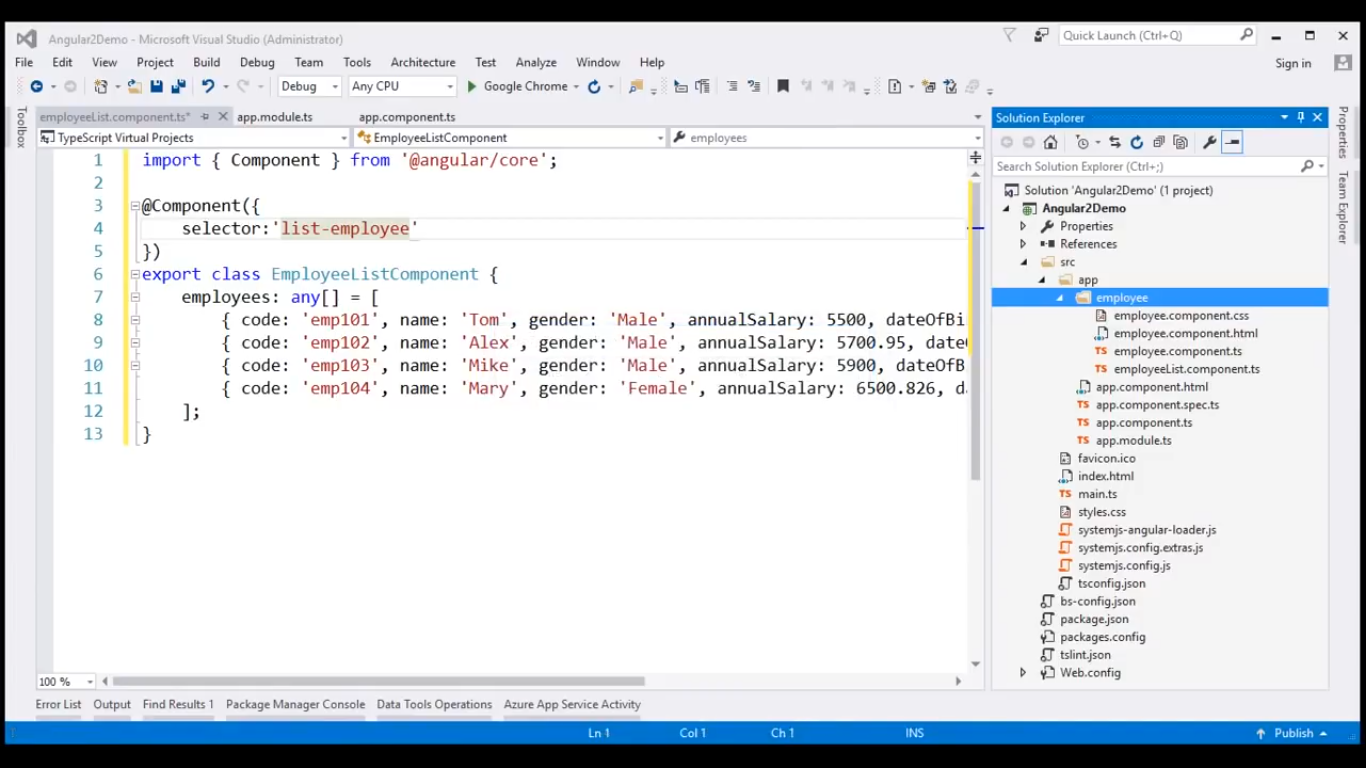 Angular2Demo - Microsoft Visual Studio (Administrator)
Quick Launch (Ctrl+Q)
File Edit View Project Build Debug Team Tools Architecture Test Analyze Window Help
Sign in
Debug Any CPU Google Chrome
Toolbox
employeeList.component.ts* app.module.ts app.component.ts
TypeScript Virtual Projects EmployeeListComponent employees
1 import { Component } from '@angular/core';
2
3 @Component({
4 selector:'list-employee'
5 })
6 export class EmployeeListComponent {
7 employees: any[] = [
8 { code: 'emp101', name: 'Tom', gender: 'Male', annualSalary: 5500, dateOfBi
9 { code: 'emp102', name: 'Alex', gender: 'Male', annualSalary: 5700.95, dateO
10 { code: 'emp103', name: 'Mike', gender: 'Male', annualSalary: 5900, dateOfB
11 { code: 'emp104', name: 'Mary', gender: 'Female', annualSalary: 6500.826, da
12 ];
13 }
100 %
Solution Explorer
Search Solution Explorer (Ctrl+;)
Solution 'Angular2Demo' (1 project)
Angular2Demo
Properties
References
src
app
employee
employee.component.css
employee.component.html
TS employee.component.ts
TS employeeList.component.ts
app.component.html
TS app.component.spec.ts
TS app.component.ts
TS app.module.ts
favicon.ico
index.html
TS main.ts
styles.css
systemjs-angular-loader.js
systemjs.config.extras.js
systemjs.config.js
tsconfig.json
bs-config.json
package.json
packages.config
tslint.json
Web.config
Properties
Team Explorer
Error List Output Find Results 1 Package Manager Console Data Tools Operations Azure App Service Activity
Ln 1 Col 1 Ch 1 INS Publish